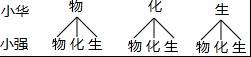 小华 物 化 生
小强 物 化 生 物 化 生 物 化 生